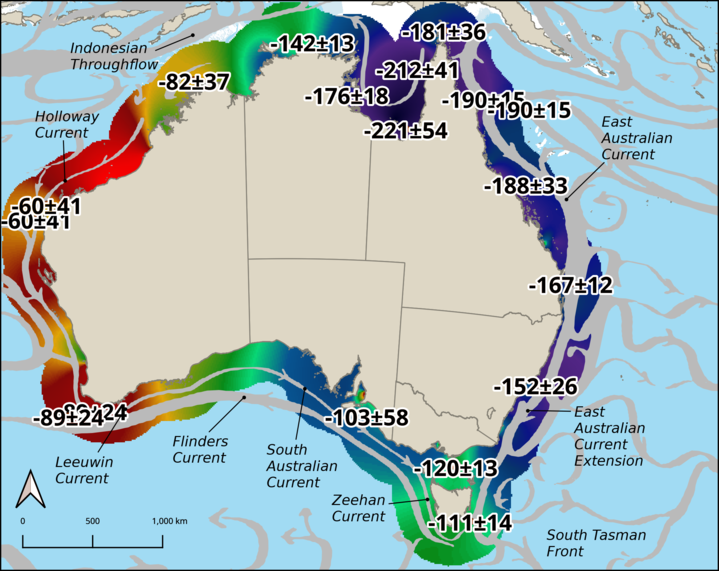 -181±36
-142±13
Indonesian
Throughflow
-212±41
-82±37
-176±18
-190±15
-190±15
Holloway
Current
-221±54
East
Australian
Current
-188±33
-60±41
-60±41
-167±12
-152±26
-89±24
-103±58
East
Australian
Current
Extension
Flinders
Current
South
Australian
Current
Leeuwin
Current
-120±13
Zeehan
Current
-111±14
South Tasman
Front
0 500 1,000 km